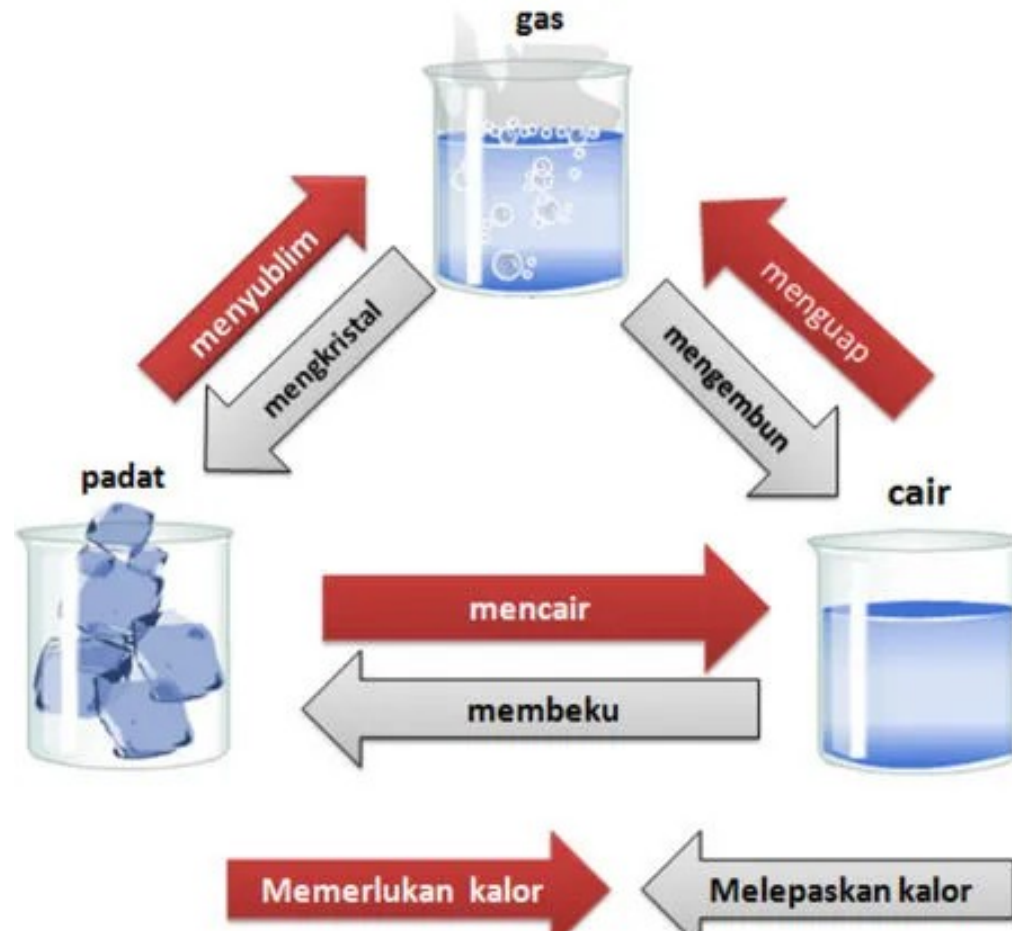 gas
menyublim
mengkristal
menguap
mengembun
padat
cair
mencair
membeku
Memerlukan kalor
Melepaskan kalor